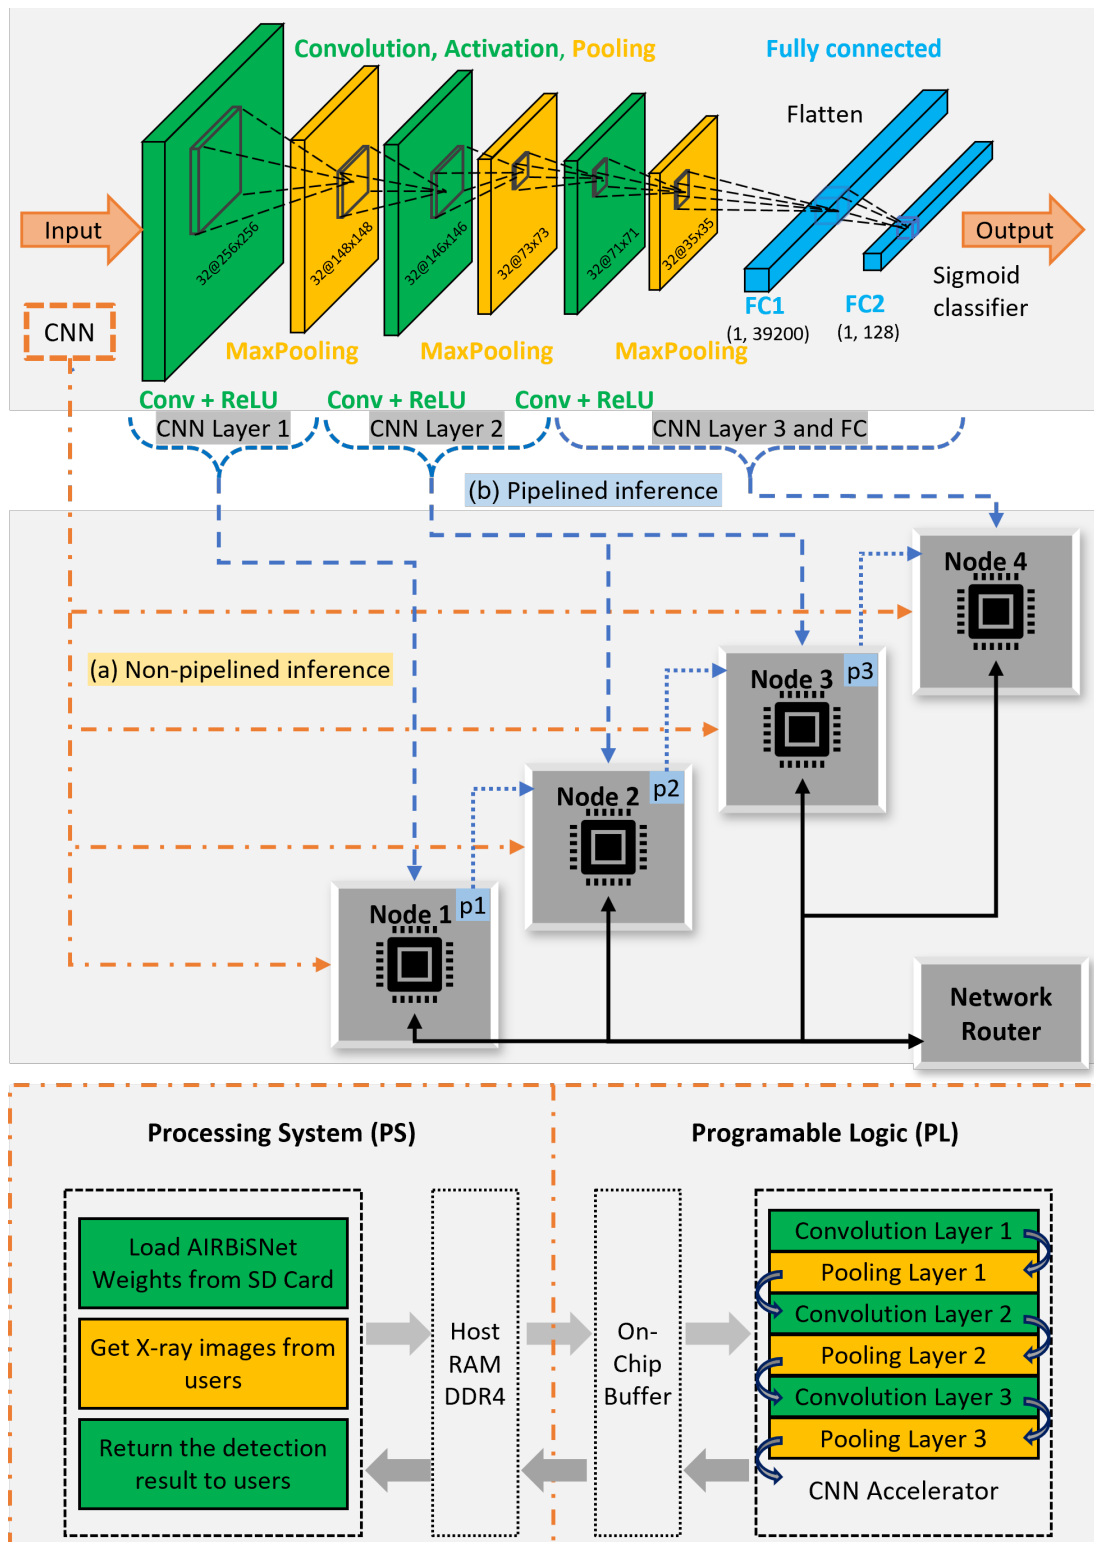 Convolution, Activation, Pooling
Fully connected
Flatten
Input
32@256x256
32@148x148
32@146x146
32@73x73
32@71x71
32@35x35
Output
Sigmoid
classifier
FC1
(1, 39200)
FC2
(1, 128)
CNN
MaxPooling
MaxPooling
MaxPooling
Conv + ReLU
Conv + ReLU
Conv + ReLU
CNN Layer 1
CNN Layer 2
CNN Layer 3 and FC
(b) Pipelined inference
Node 4
(a) Non-pipelined inference
Node 3
p3
Node 2
p2
Node 1
p1
Network
Router
Processing System (PS)
Programable Logic (PL)
Load AIRBiSNet
Weights from SD Card
Get X-ray images from
users
Return the detection
result to users
Host
RAM
DDR4
On-
Chip
Buffer
Convolution Layer 1
Pooling Layer 1
Convolution Layer 2
Pooling Layer 2
Convolution Layer 3
Pooling Layer 3
CNN Accelerator